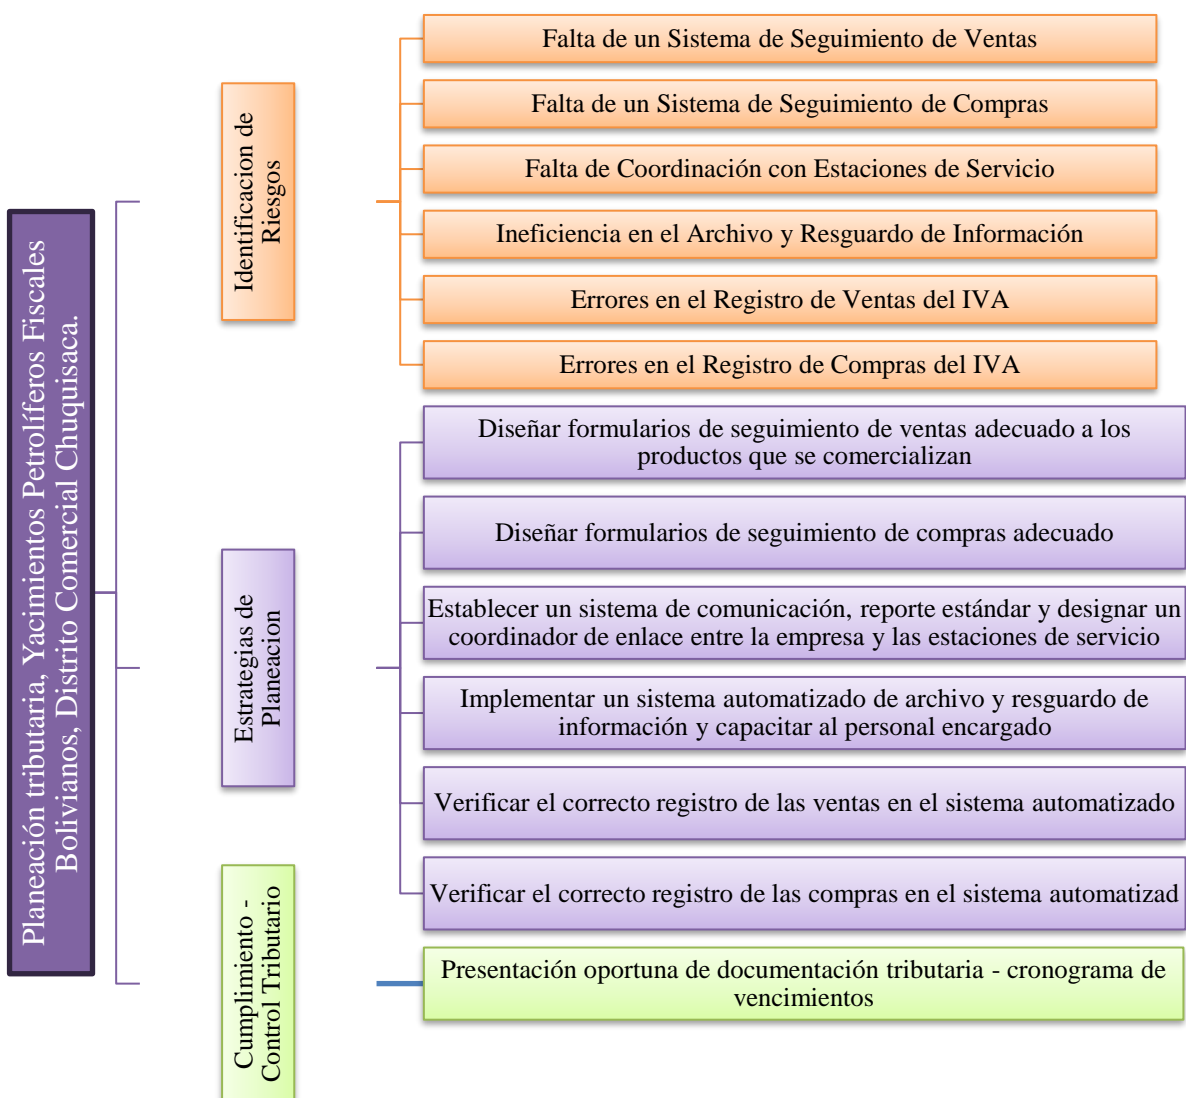 Planeación tributaria, Yacimientos Petrolíferos Fiscales
Bolivianos, Distrito Comercial Chuquisaca.
Identificacion de
Riesgos
Falta de un Sistema de Seguimiento de Ventas
Falta de un Sistema de Seguimiento de Compras
Falta de Coordinación con Estaciones de Servicio
Ineficiencia en el Archivo y Resguardo de Información
Errores en el Registro de Ventas del IVA
Errores en el Registro de Compras del IVA
Estrategias de
Planeacion
Diseñar formularios de seguimiento de ventas adecuado a los
productos que se comercializan
Diseñar formularios de seguimiento de compras adecuado
Establecer un sistema de comunicación, reporte estándar y designar un
coordinador de enlace entre la empresa y las estaciones de servicio
Implementar un sistema automatizado de archivo y resguardo de
información y capacitar al personal encargado
Verificar el correcto registro de las ventas en el sistema automatizado
Verificar el correcto registro de las compras en el sistema automatizad
Cumplimiento -
Control Tributario
Presentación oportuna de documentación tributaria - cronograma de
vencimientos